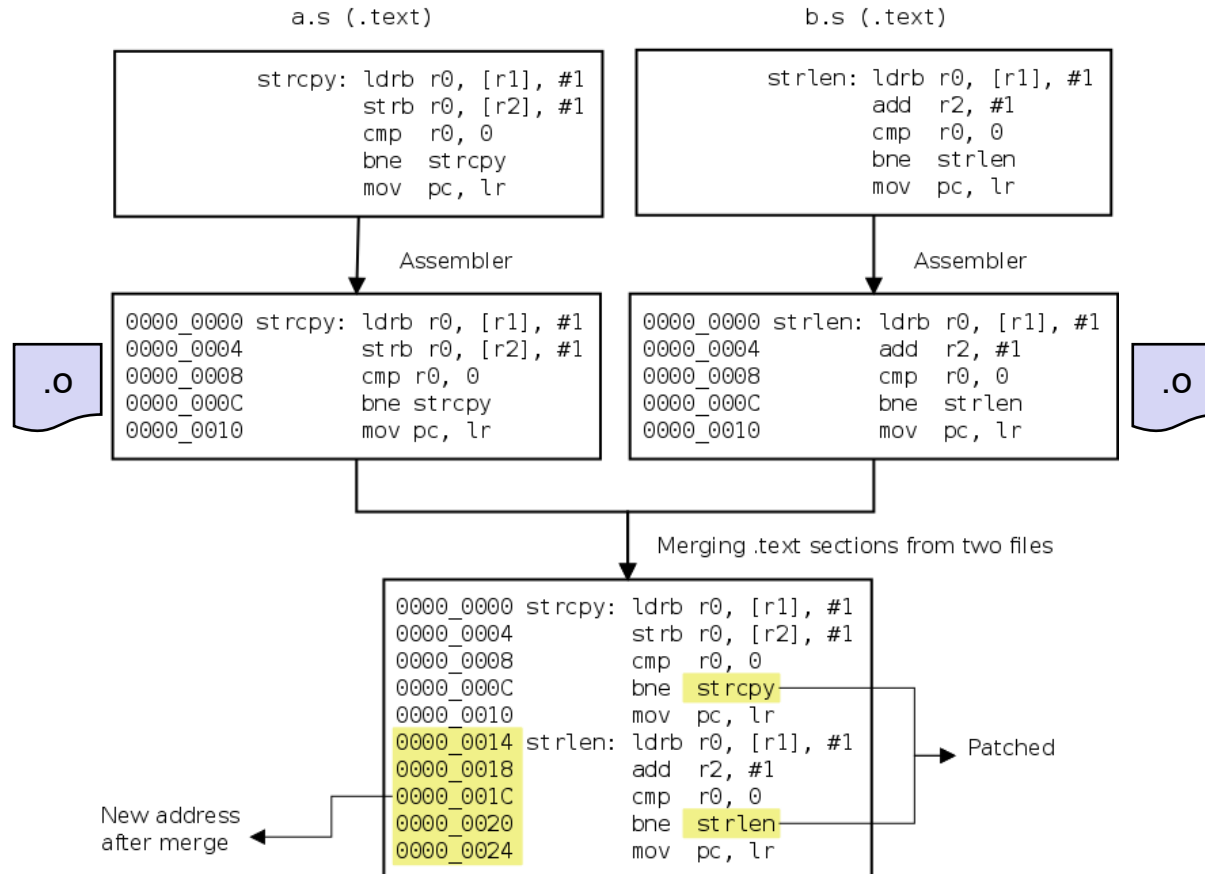 a.s (.text)
b.s (.text)
strcpy: ldrb r0, [r1], #1
strb r0, [r2], #1
cmp r0, 0
bne strcpy
mov pc, lr
strlen: ldrb r0, [r1], #1
add r2, #1
cmp r0, 0
bne strlen
mov pc, lr
Assembler
Assembler
.o
0000_0000 strcpy: ldrb r0, [r1], #1
0000_0004 strb r0, [r2], #1
0000_0008 cmp r0, 0
0000_000C bne strcpy
0000_0010 mov pc, lr
0000_0000 strlen: ldrb r0, [r1], #1
0000_0004 add r2, #1
0000_0008 cmp r0, 0
0000_000C bne strlen
0000_0010 mov pc, lr
.o
Merging .text sections from two files
0000_0000 strcpy: ldrb r0, [r1], #1
0000_0004 strb r0, [r2], #1
0000_0008 cmp r0, 0
0000_000C bne strcpy
0000_0010 mov pc, lr
0000_0014 strlen: ldrb r0, [r1], #1
0000_0018 add r2, #1
0000_001C cmp r0, 0
0000_0020 bne strlen
0000_0024 mov pc, lr
Patched
New address
after merge